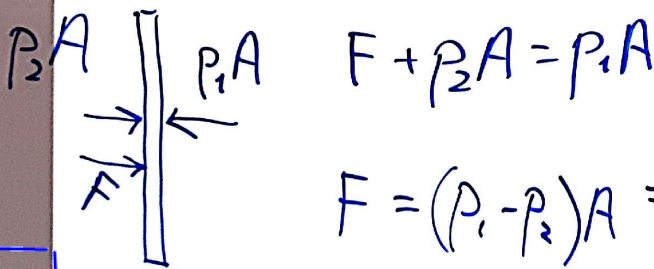 p₂A p₁A F + p₂A = p₁A
F
F = (p₁ - p₂)A =